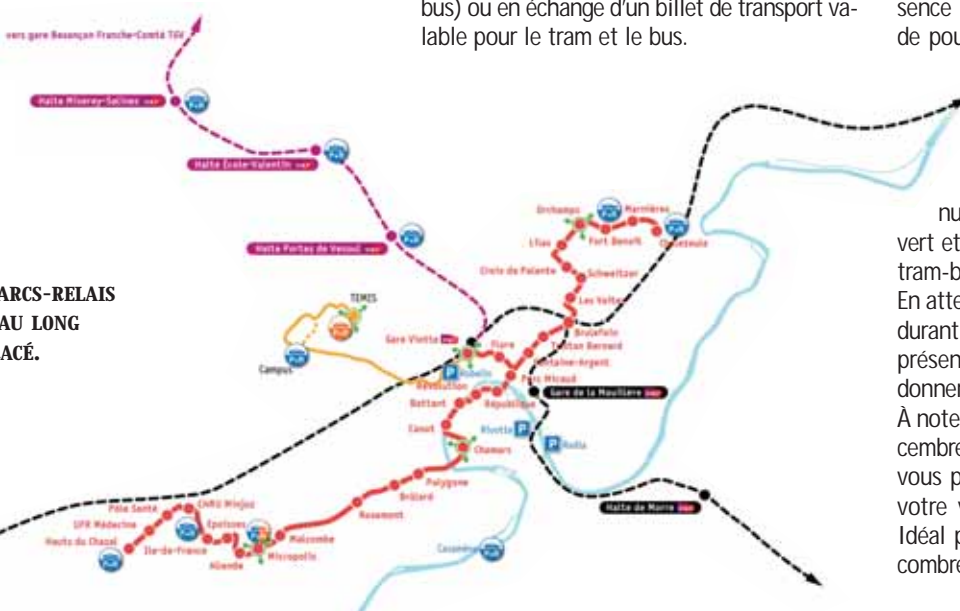 bus) ou en échange d'un billet de transport va-
lable pour le tram et le bus.
sence
de pou
vers gare Besançon Franche-Comté TGV
Halte Miserey-Salines
Halte École-Valentin
Halte Portes de Vesoul
ARCS-RELAIS
AU LONG
ACÉ.
TEMIS
Campus
Gare Viotte
Orchamps
Marnières
Fort Benoît
Chalezeule
Lilas
Croix de Palente
Schweitzer
Les Vaites
Brulefoin
Tristan Bernard
Fontaine-Argent
Parc Micaud
Flore
P
Révolution
République
Battant
Canot
Chamars
Gare de la Mouillère
Rivotte
P
P
Rodia
Polygone
Brûlard
Rosemont
Malcombe
Micropolis
Allende
Epoisses
Ile-de-France
CHRU Minjoz
Pôle Santé
UFR Médecine
Hauts du Chazal
Casamène
Halte de Morre
nu
vert et
tram-b
En atte
durant
présen
donner
À note
cembre
vous p
votre v
Idéal p
combre